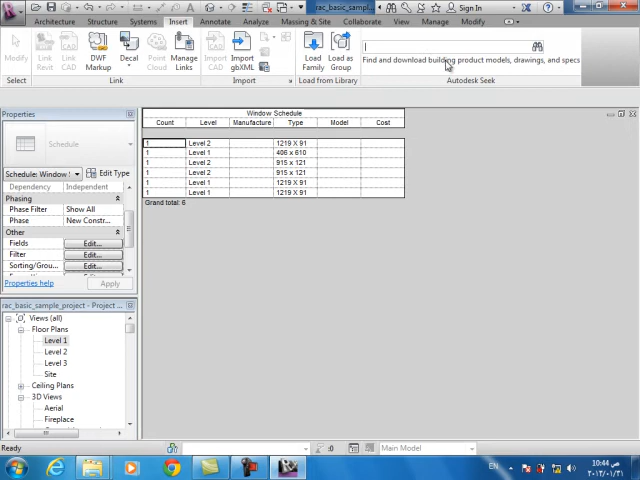 rac_basic_sampl...
Sign In
Architecture Structure Systems Insert Annotate Analyze Massing & Site Collaborate View Manage Modify
Modify
Link Revit
Link CAD
DWF Markup
Decal
Point Cloud
Manage Links
Import CAD
Import gbXML
Load Family
Load as Group
Find and download building product models, drawings, and specs
Select
Link
Import
Load from Library
Autodesk Seek
Properties
Schedule
Schedule: Window S
Edit Type
Dependency Independent
Phasing
Phase Filter Show All
Phase New Constr...
Other
Fields Edit...
Filter Edit...
Sorting/Grou... Edit...
Properties help
Apply
Window Schedule
Count Level Manufacture Type Model Cost
1 Level 2 1219 X 91
1 Level 1 406 x 610
1 Level 2 915 x 121
1 Level 2 915 x 121
1 Level 1 1219 X 91
1 Level 1 1219 X 91
Grand total: 6
rac_basic_sample_project - Project ...
Views (all)
Floor Plans
Level 1
Level 2
Level 3
Site
Ceiling Plans
3D Views
Aerial
Fireplace
Ready
:0
Main Model
EN
10:44 ص
٢٠١٢/٠١/٣١